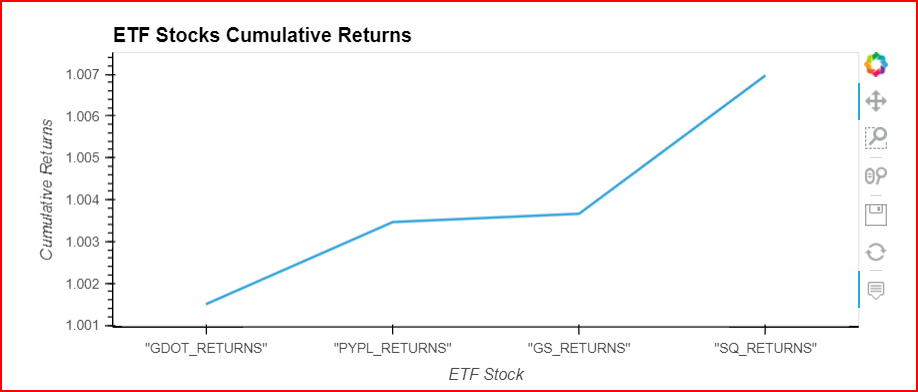 ETF Stocks Cumulative Returns
Cumulative Returns
1.007
1.006
1.005
1.004
1.003
1.002
1.001
"GDOT_RETURNS" "PYPL_RETURNS" "GS_RETURNS" "SQ_RETURNS"
ETF Stock